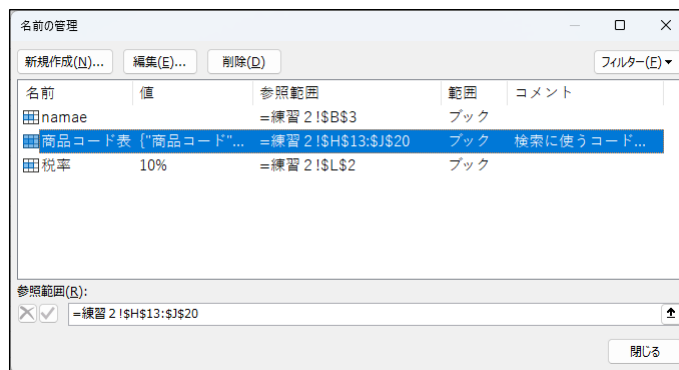 名前の管理
新規作成(N)... 編集(E)... 削除(D) フィルター(F)
名前 値 参照範囲 範囲 コメント
namae =練習２!$B$3 ブック
商品コード表 {"商品コード"... =練習２!$H$13:$J$20 ブック 検索に使うコード...
税率 10% =練習２!$L$2 ブック
参照範囲(R):
=練習２!$H$13:$J$20
閉じる